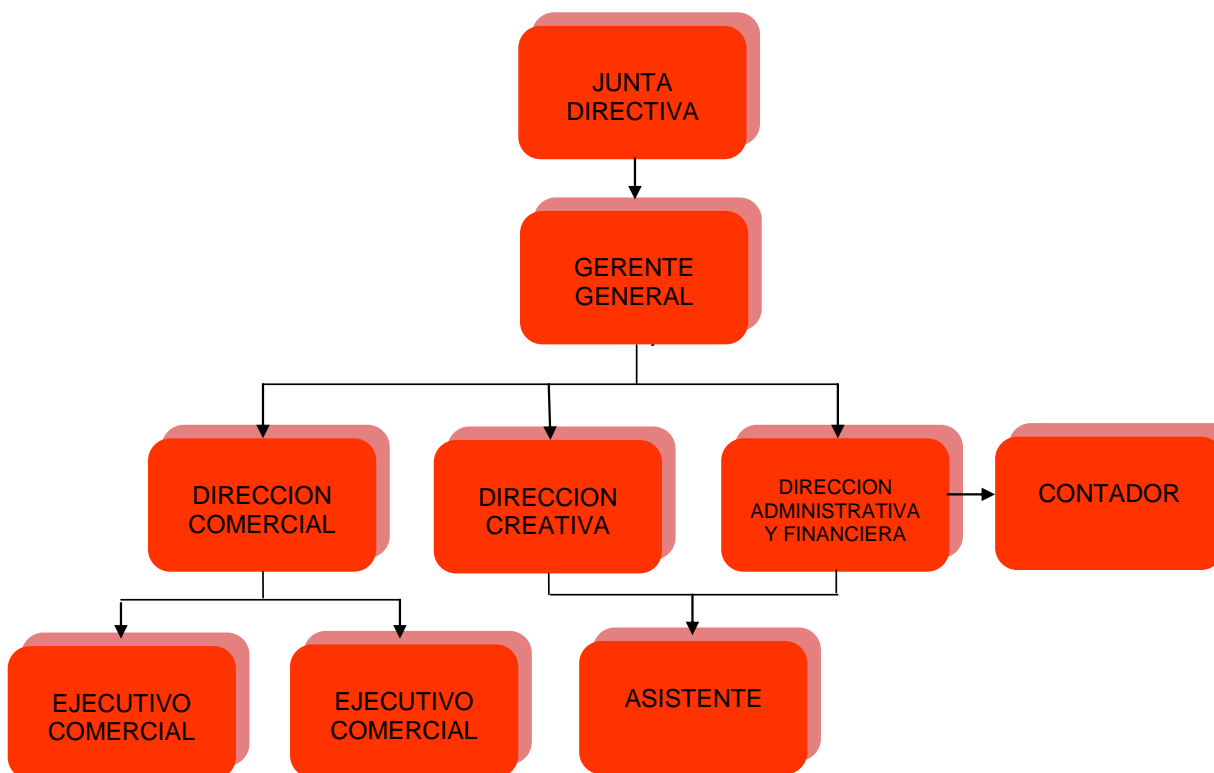 JUNTA
DIRECTIVA
GERENTE
GENERAL
DIRECCION
COMERCIAL
DIRECCION
CREATIVA
DIRECCION
ADMINISTRATIVA
Y FINANCIERA
CONTADOR
EJECUTIVO
COMERCIAL
EJECUTIVO
COMERCIAL
ASISTENTE